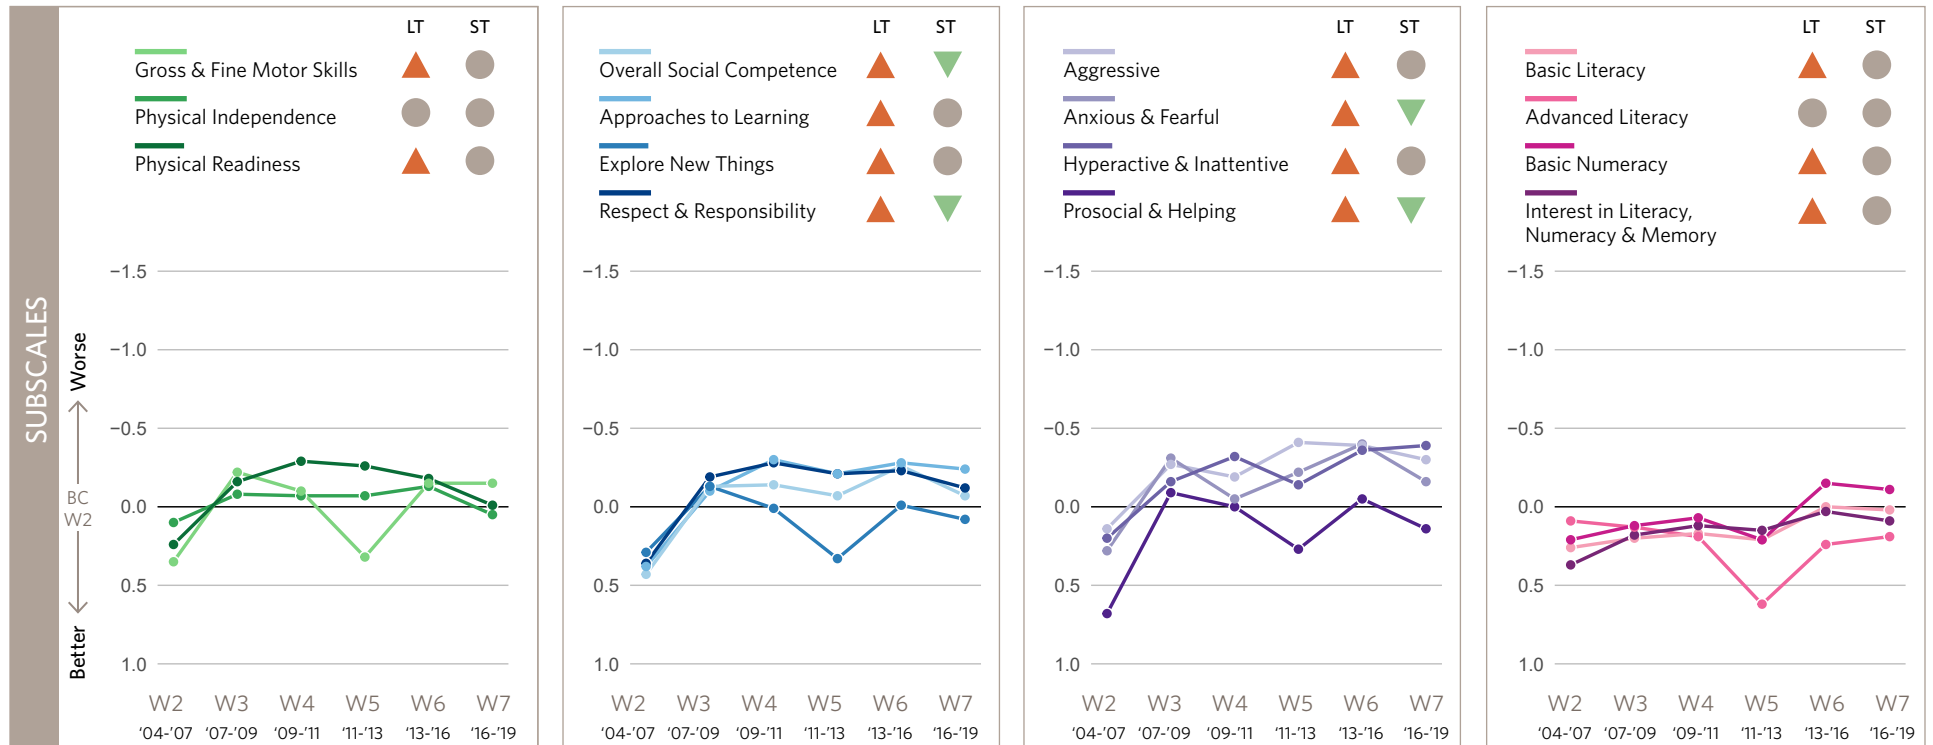 SUBSCALES
Worse
BC
W2
Better
LT ST
Gross & Fine Motor Skills
Physical Independence
Physical Readiness
−1.5
−1.0
−0.5
0.0
0.5
1.0
W2 W3 W4 W5 W6 W7
‘04-’07 ‘07-’09 ‘09-’11 ‘11-’13 ‘13-’16 ‘16-’19
LT ST
Overall Social Competence
Approaches to Learning
Explore New Things
Respect & Responsibility
−1.5
−1.0
−0.5
0.0
0.5
1.0
W2 W3 W4 W5 W6 W7
‘04-’07 ‘07-’09 ‘09-’11 ‘11-’13 ‘13-’16 ‘16-’19
LT ST
Aggressive
Anxious & Fearful
Hyperactive & Inattentive
Prosocial & Helping
−1.5
−1.0
−0.5
0.0
0.5
1.0
W2 W3 W4 W5 W6 W7
‘04-’07 ‘07-’09 ‘09-’11 ‘11-’13 ‘13-’16 ‘16-’19
LT ST
Basic Literacy
Advanced Literacy
Basic Numeracy
Interest in Literacy,
Numeracy & Memory
−1.5
−1.0
−0.5
0.0
0.5
1.0
W2 W3 W4 W5 W6 W7
‘04-’07 ‘07-’09 ‘09-’11 ‘11-’13 ‘13-’16 ‘16-’19